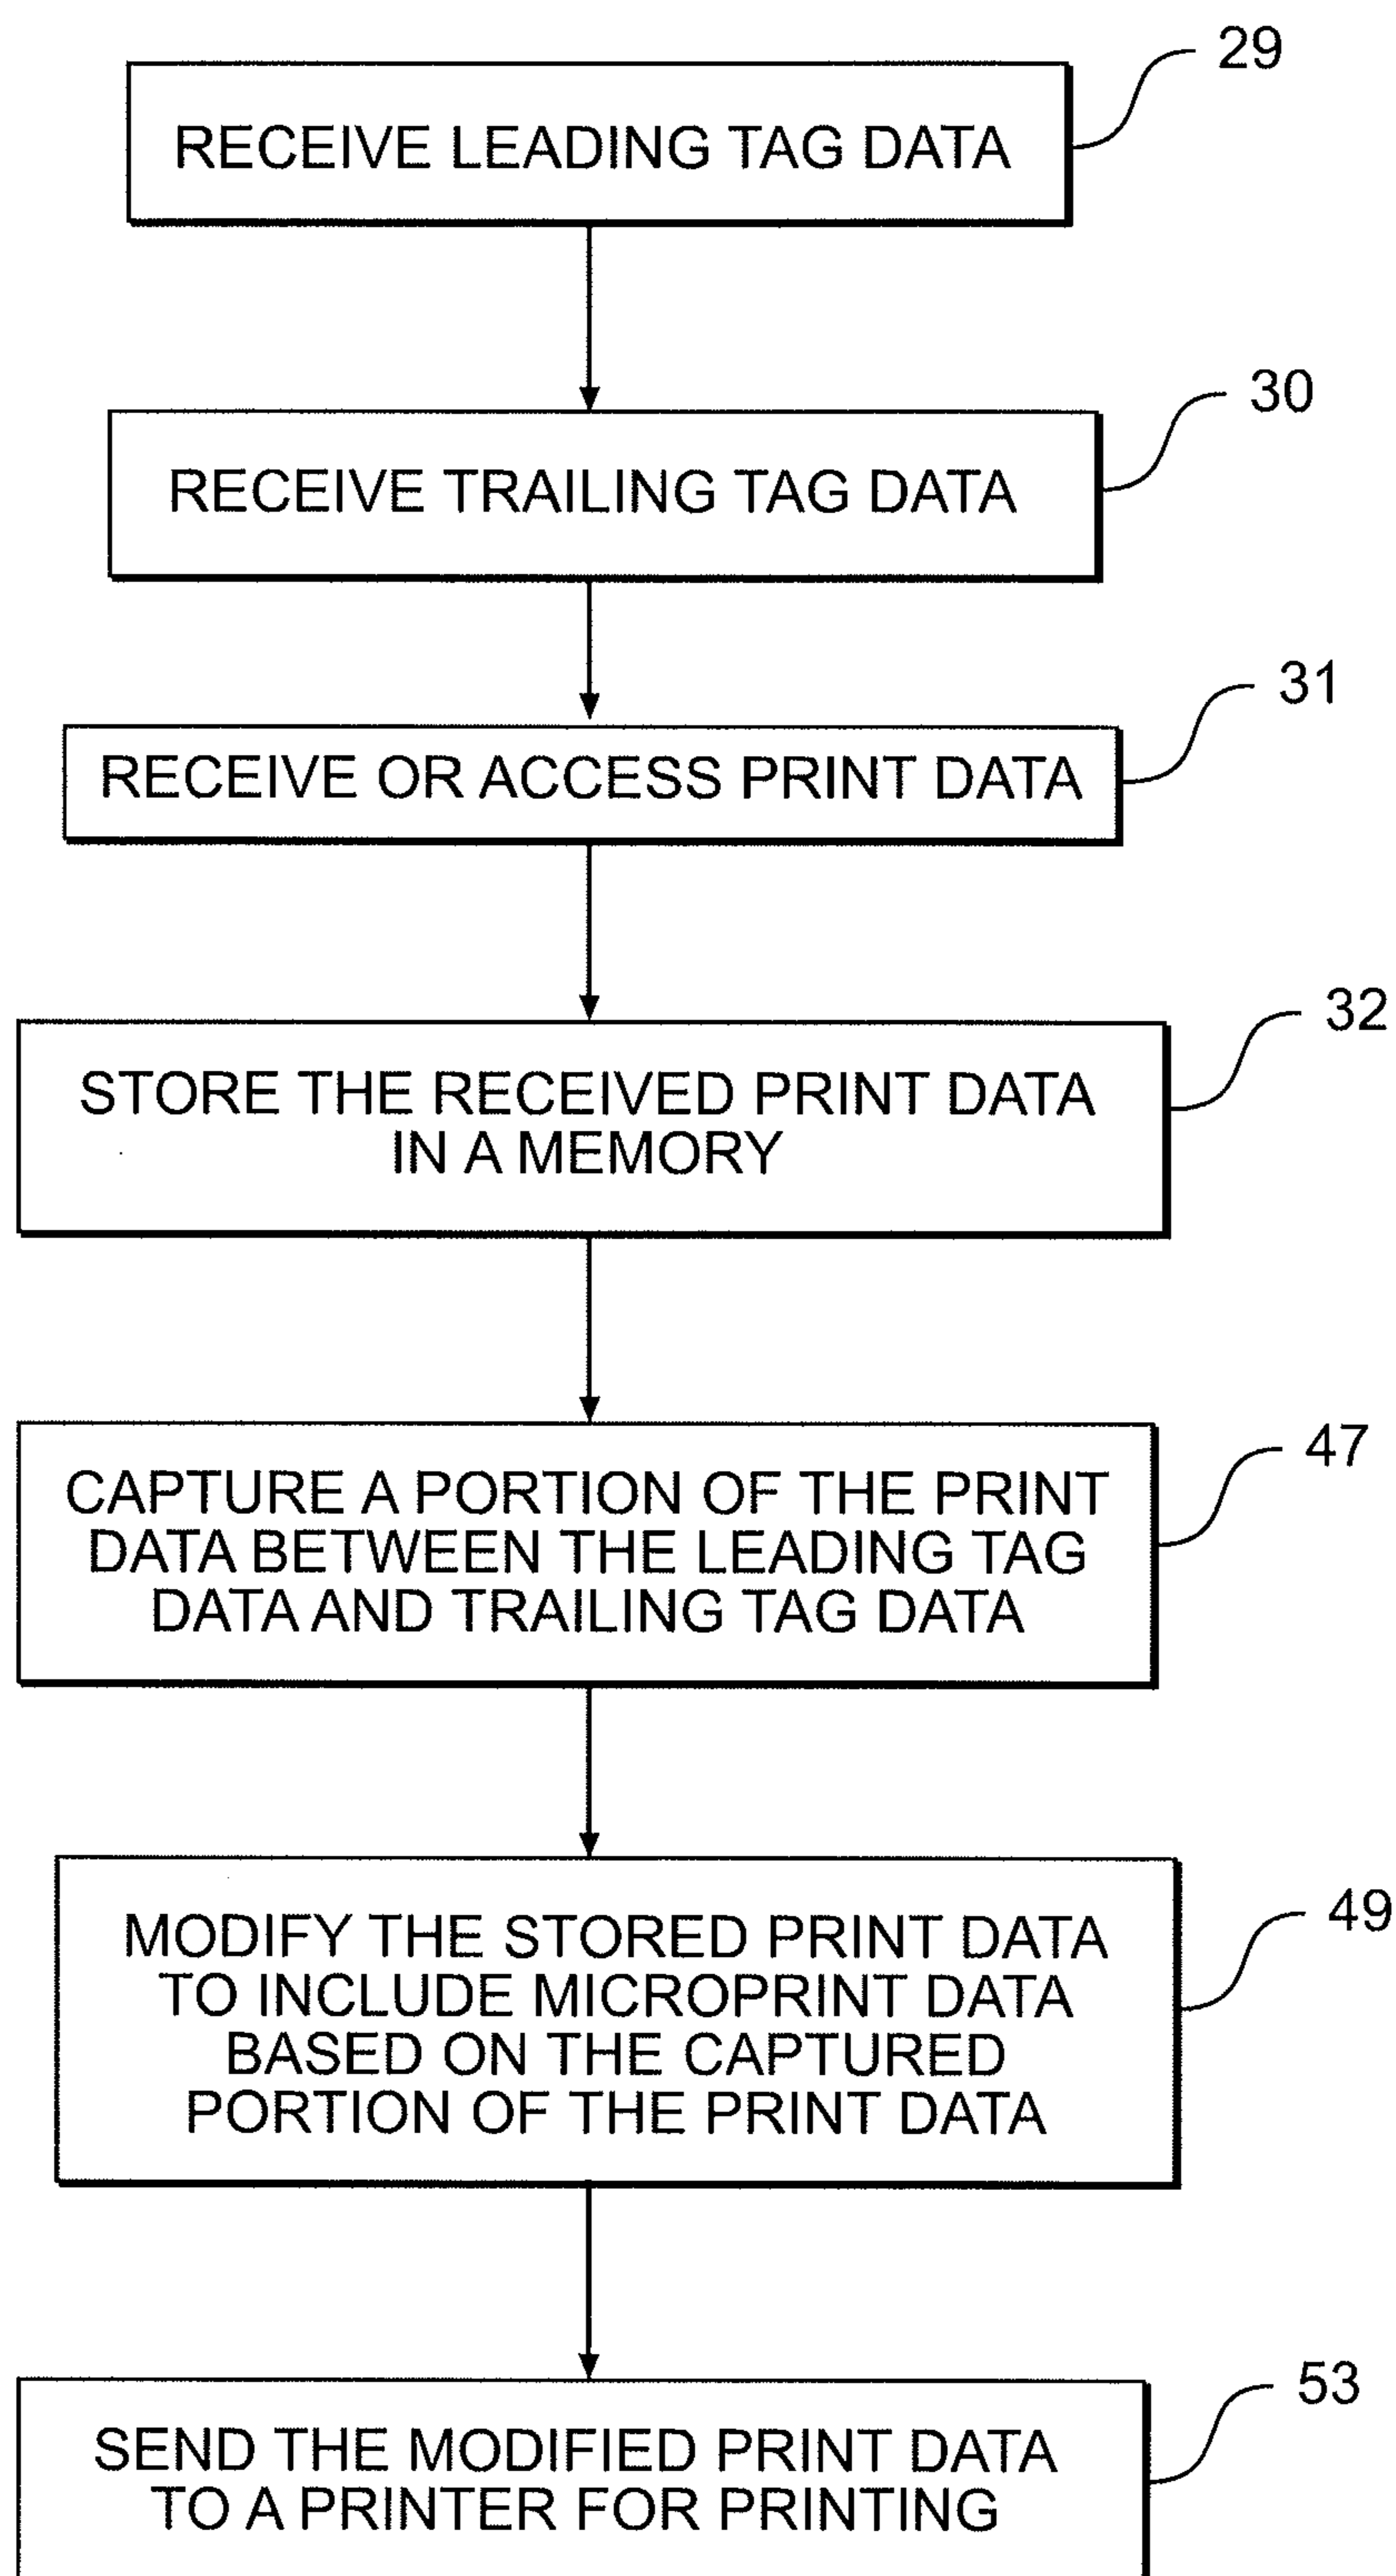 29
RECEIVE LEADING TAG DATA
30
RECEIVE TRAILING TAG DATA
31
RECEIVE OR ACCESS PRINT DATA
32
STORE THE RECEIVED PRINT DATA
IN A MEMORY
47
CAPTURE A PORTION OF THE PRINT
DATA BETWEEN THE LEADING TAG
DATA AND TRAILING TAG DATA
49
MODIFY THE STORED PRINT DATA
TO INCLUDE MICROPRINT DATA
BASED ON THE CAPTURED
PORTION OF THE PRINT DATA
53
SEND THE MODIFIED PRINT DATA
TO A PRINTER FOR PRINTING